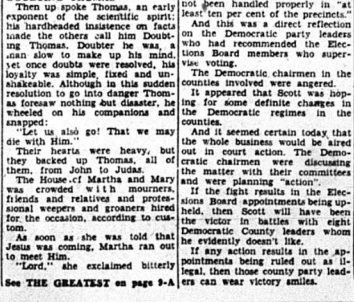 Then up spoke Thomas, an early
exponent of the scientific spirit:
his hardheaded insistence on facts
made the others call him Doubt-
ing Thomas. Doubter he was, a
man slow to make up his mind,
yet once doubts were resolved, his
loyalty was simple, fixed and un-
shakeable. Although in this sudden
resolution to go into danger Thom-
as foresaw nothing but disaster, he
wheeled on his companions and
snapped:
"Let us also go! That we may
die with Him."
Their hearts were heavy, but
they backed up Thomas, all of
them, from John to Judas.
The House of Martha and Mary
was crowded with mourners,
friends and relatives and profes-
sional weepers and groaners hired
for the occasion, according to cus-
tom.
As soon as she was told that
Jesus was coming, Martha ran out
to meet Him.
"Lord," she exclaimed bitterly
See THE GREATEST on page 9-A
not been handled properly in "at
least ten per cent of the precincts."
And this was a direct reflection
on the Democratic party leaders
who had recommended the Elec-
tions Board members who super-
vise voting.
The Democratic chairmen in the
counties involved were angered.
It appeared that Scott was hop-
ing for some definite changes in
the Democratic regimes in the
counties.
And it seemed certain today that
the whole business would be aired
out in court action. The Dem-
ocratic chairmen were discussing
the matter with their committees
and were planning "action".
If the fight results in the Elec-
sions Board appointments being up-
held, then Scott will have been
the victor in battles with eight
Democratic County leaders whom
he evidently doesn't like.
If any action results in the ap-
pointments being ruled out as il-
legal, then those county party lead-
ers can wear victory smiles.